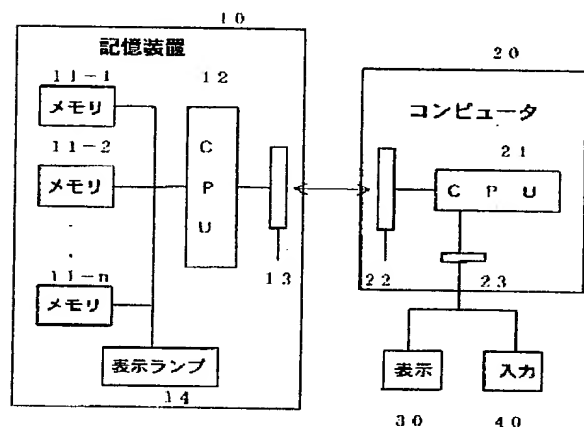 10
記憶装置
11-1
メモリ
11-2
メモリ
・
・
11-n
メモリ
12
CPU
13
表示ランプ
14
20
コンピュータ
21
CPU
22
23
表示
30
入力
40